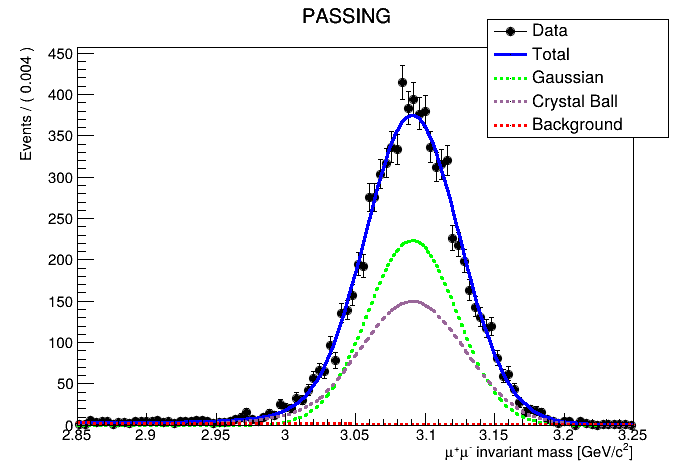 PASSING
Data
Total
Gaussian
Crystal Ball
Background
Events / ( 0.004 )
450
400
350
300
250
200
150
100
50
0
2.85 2.9 2.95 3 3.05 3.1 3.15 3.2 3.25
μ⁺μ⁻ invariant mass [GeV/c²]